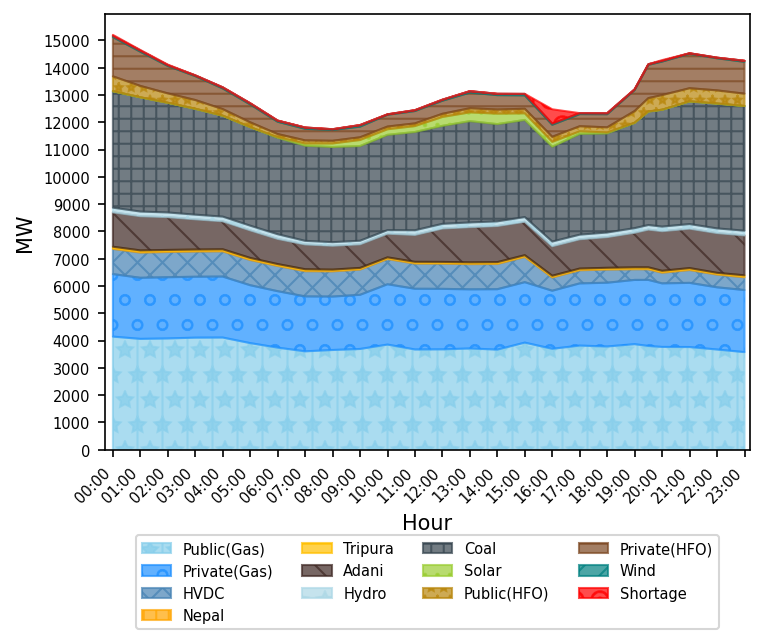 15000
14000
13000
12000
11000
10000
9000
8000
7000
6000
5000
4000
3000
2000
1000
0
MW
00:00 01:00 02:00 03:00 04:00 05:00 06:00 07:00 08:00 09:00 10:00 11:00 12:00 13:00 14:00 15:00 16:00 17:00 18:00 19:00 20:00 21:00 22:00 23:00
Hour
Public(Gas) Tripura Coal Private(HFO)
Private(Gas) Adani Solar Wind
HVDC Hydro Public(HFO) Shortage
Nepal